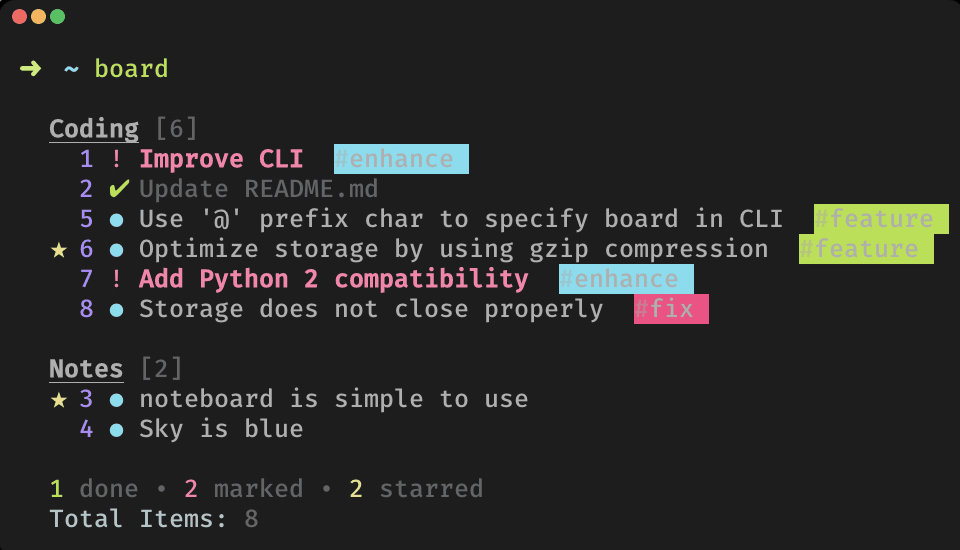 ➜ ~ board
Coding [6]
1 ! Improve CLI #enhance
2 ✔ Update README.md
5 ● Use '@' prefix char to specify board in CLI #feature
★ 6 ● Optimize storage by using gzip compression #feature
7 ! Add Python 2 compatibility #enhance
8 ● Storage does not close properly #fix
Notes [2]
★ 3 ● noteboard is simple to use
4 ● Sky is blue
1 done • 2 marked • 2 starred
Total Items: 8